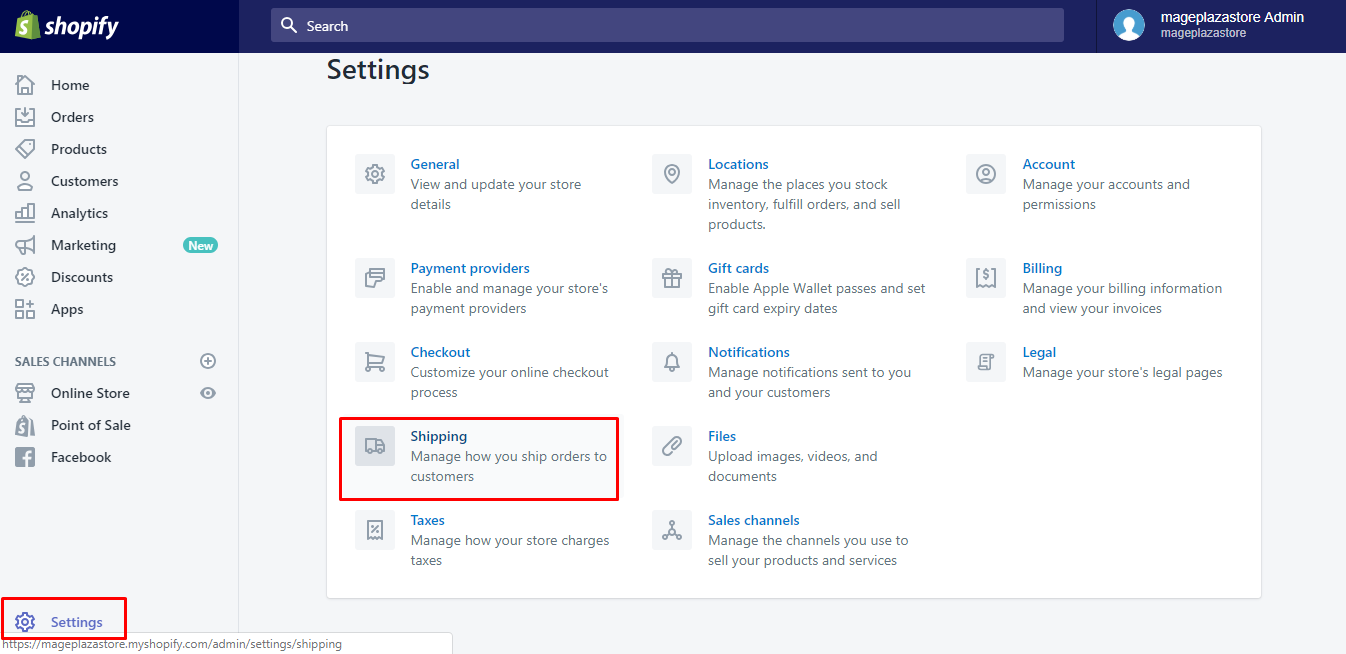 shopify
Search
mageplazastore Admin
mageplazastore
Home
Orders
Products
Customers
Analytics
Marketing
New
Discounts
Apps
SALES CHANNELS
Online Store
Point of Sale
Facebook
Settings
Settings
General
View and update your store
details
Locations
Manage the places you stock
inventory, fulfill orders, and sell
products.
Account
Manage your accounts and
permissions
Payment providers
Enable and manage your store's
payment providers
Gift cards
Enable Apple Wallet passes and set
gift card expiry dates
Billing
Manage your billing information
and view your invoices
Checkout
Customize your online checkout
process
Notifications
Manage notifications sent to you
and your customers
Legal
Manage your store's legal pages
Shipping
Manage how you ship orders to
customers
Files
Upload images, videos, and
documents
Taxes
Manage how your store charges
taxes
Sales channels
Manage the channels you use to
sell your products and services
https://mageplazastore.myshopify.com/admin/settings/shipping